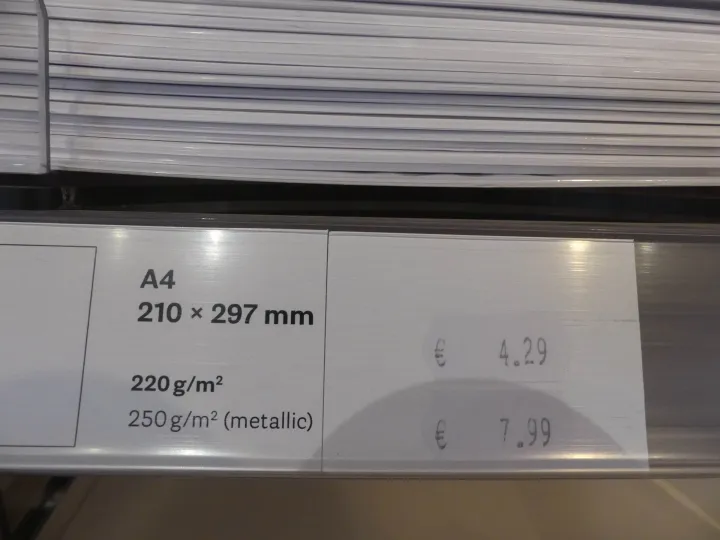 A4
210 × 297 mm
220 g/m²
250 g/m² (metallic)
€ 4.29
€ 7.99